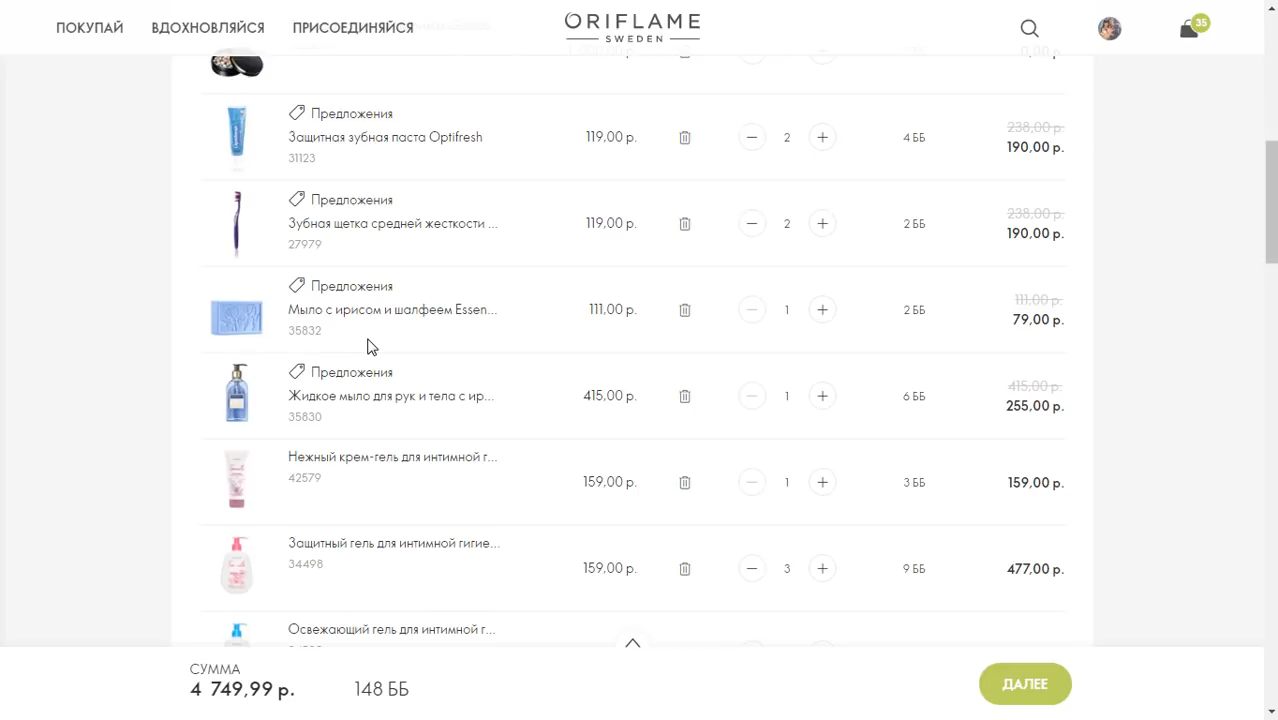 ПОКУПАЙ
ВДОХНОВЛЯЙСЯ
ПРИСОЕДИНЯЙСЯ
ORIFLAME
SWEDEN
35
0,00 р.
Предложения
Защитная зубная паста Optifresh
31123
119,00 р.
2
4 ББ
238,00 р.
190,00 р.
Предложения
Зубная щетка средней жесткости ...
27979
119,00 р.
2
2 ББ
238,00 р.
190,00 р.
Предложения
Мыло с ирисом и шалфеем Essen...
35832
111,00 р.
1
2 ББ
111,00 р.
79,00 р.
Предложения
Жидкое мыло для рук и тела с ир...
35830
415,00 р.
1
6 ББ
415,00 р.
255,00 р.
Нежный крем-гель для интимной г...
42579
159,00 р.
1
3 ББ
159,00 р.
Защитный гель для интимной гигие...
34498
159,00 р.
3
9 ББ
477,00 р.
Освежающий гель для интимной г...
СУММА
4 749,99 р.
148 ББ
ДАЛЕЕ